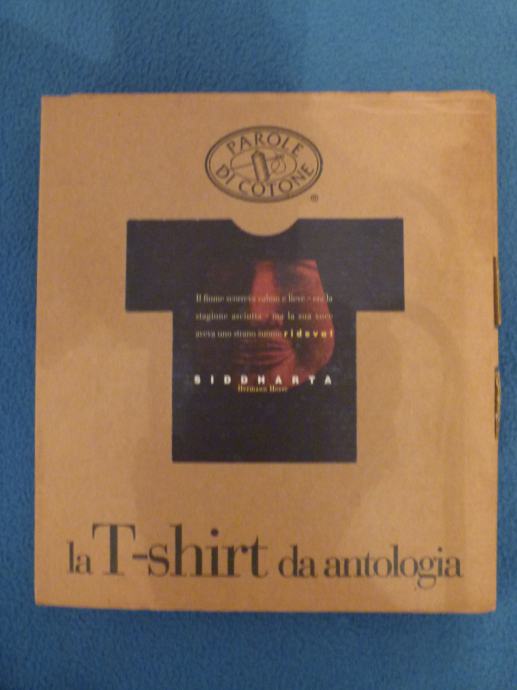 PAROLE
DI COTONE
®
Il fiume scorreva calmo e lieve - era la
stagione asciutta - ma la sua voce
aveva uno strano suono: rideva!
SIDDHARTA
Hermann Hesse
la T-shirt da antologia